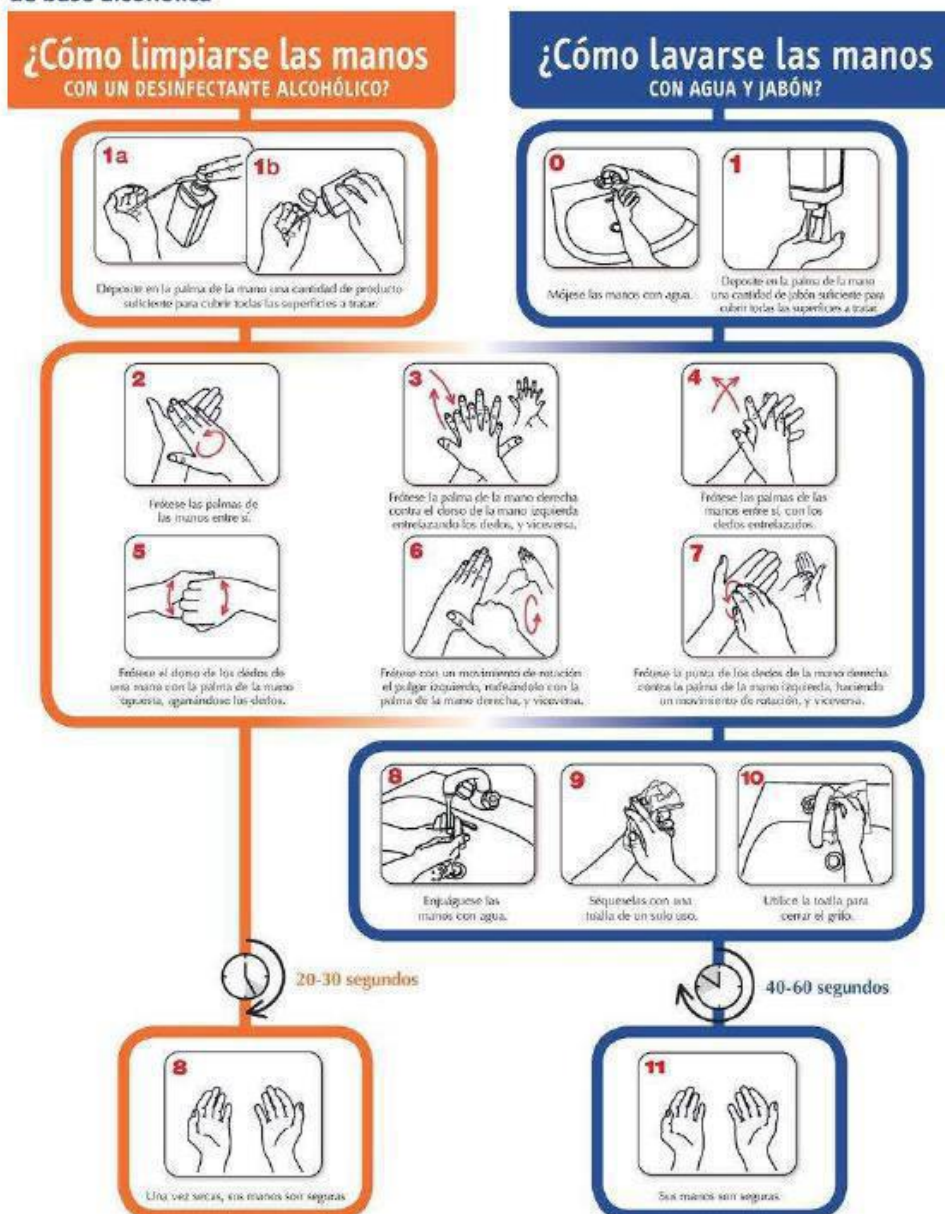 de base alcohólica
¿Cómo limpiarse las manos
CON UN DESINFECTANTE ALCOHÓLICO?
¿Cómo lavarse las manos
CON AGUA Y JABÓN?
1a
1b
Deposite en la palma de la mano una cantidad de producto
suficiente para cubrir todas las superficies a tratar.
0
Mójese las manos con agua.
1
Deposite en la palma de la mano
una cantidad de jabón suficiente para
cubrir todas las superficies a tratar.
2
Frótese las palmas de
las manos entre sí.
3
Frótese la palma de la mano derecha
contra el dorso de la mano izquierda
entrelazando los dedos, y viceversa.
4
Frótese las palmas de las
manos entre sí, con los
dedos entrelazados.
5
Frótese el dorso de los dedos de
una mano con la palma de la mano
opuesta, agarrándose los dedos.
6
Frótese con un movimiento de rotación
el pulgar izquierdo, rodeándolo con la
palma de la mano derecha, y viceversa.
7
Frótese la punta de los dedos de la mano derecha
contra la palma de la mano izquierda, haciendo
un movimiento de rotación, y viceversa.
8
Enjuáguese las
manos con agua.
9
Séqueselas con una
toalla de un solo uso.
10
Utilice la toalla para
cerrar el grifo.
20-30 segundos
40-60 segundos
8
Una vez secas, sus manos son seguras
11
Sus manos son seguras.